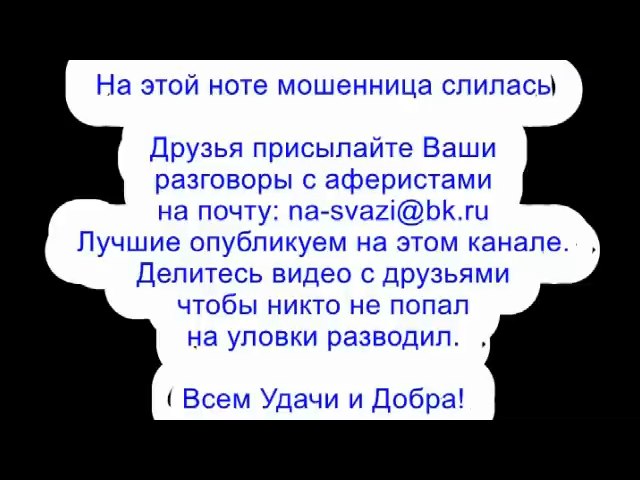 На этой ноте мошенница слилась
Друзья присылайте Ваши
разговоры с аферистами
на почту: na-svazi@bk.ru
Лучшие опубликуем на этом канале.
Делитесь видео с друзьями
чтобы никто не попал
на уловки разводил.
Всем Удачи и Добра!